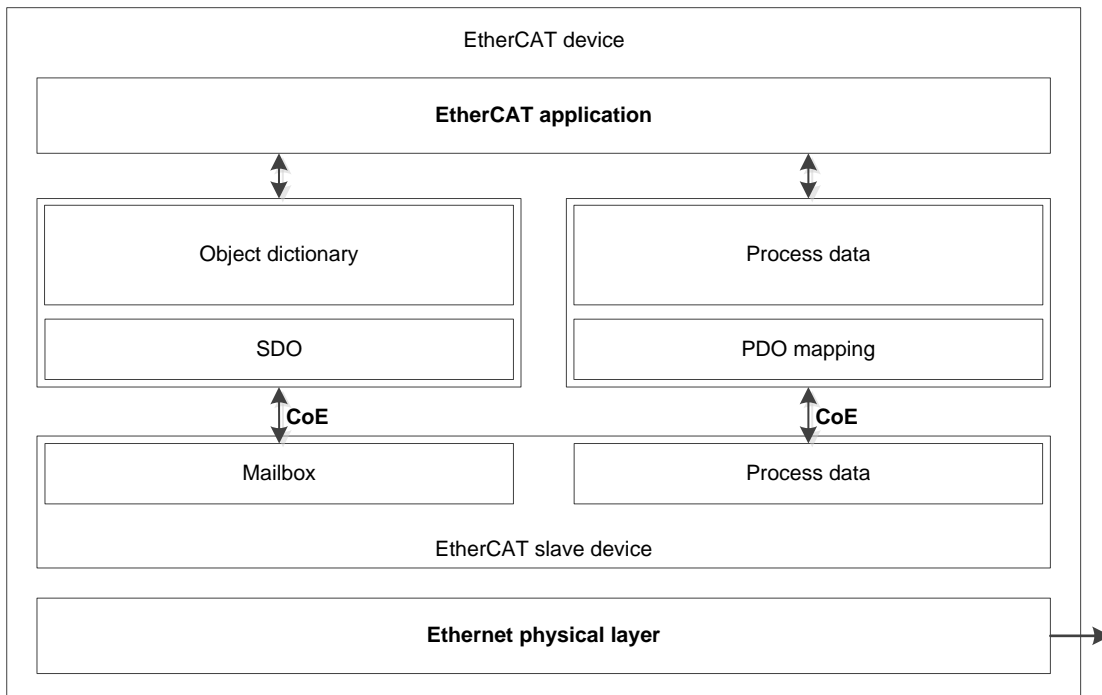 EtherCAT device
EtherCAT application
Object dictionary
Process data
SDO
PDO mapping
CoE
CoE
Mailbox
Process data
EtherCAT slave device
Ethernet physical layer